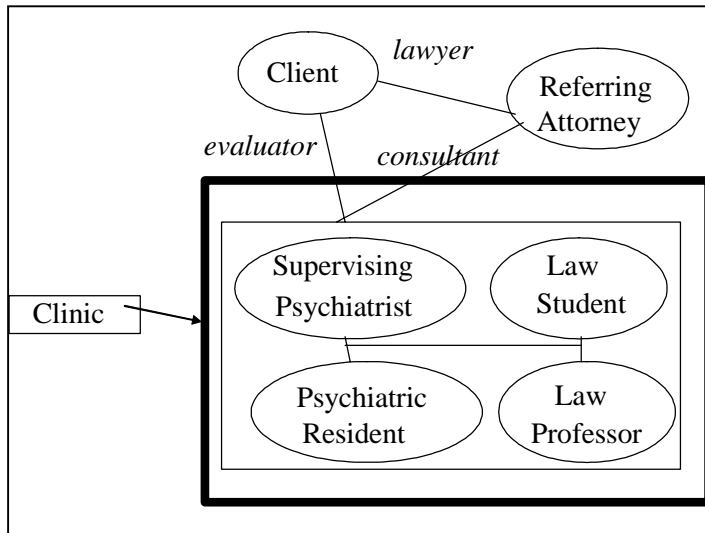 lawyer
Client
Referring
Attorney
evaluator
consultant
Supervising
Psychiatrist
Law
Student
Clinic
Psychiatric
Resident
Law
Professor